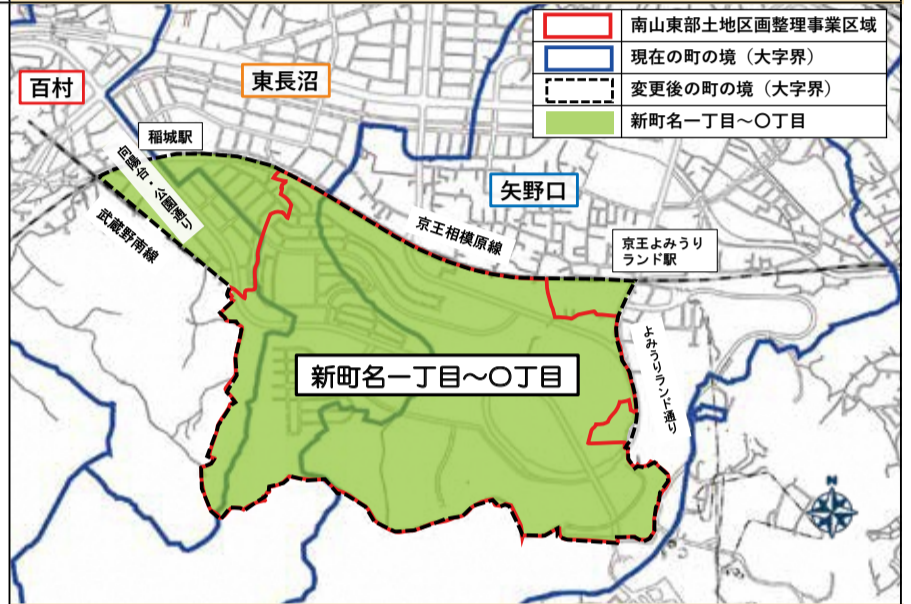 南山東部土地区画整理事業区域
現在の町の境（大字界）
変更後の町の境（大字界）
新町名一丁目～〇丁目
百村
東長沼
稲城駅
向陽台・公園通り
武蔵野南線
矢野口
京王相模原線
京王よみうり
ランド駅
よみうりランド通り
新町名一丁目～〇丁目
N